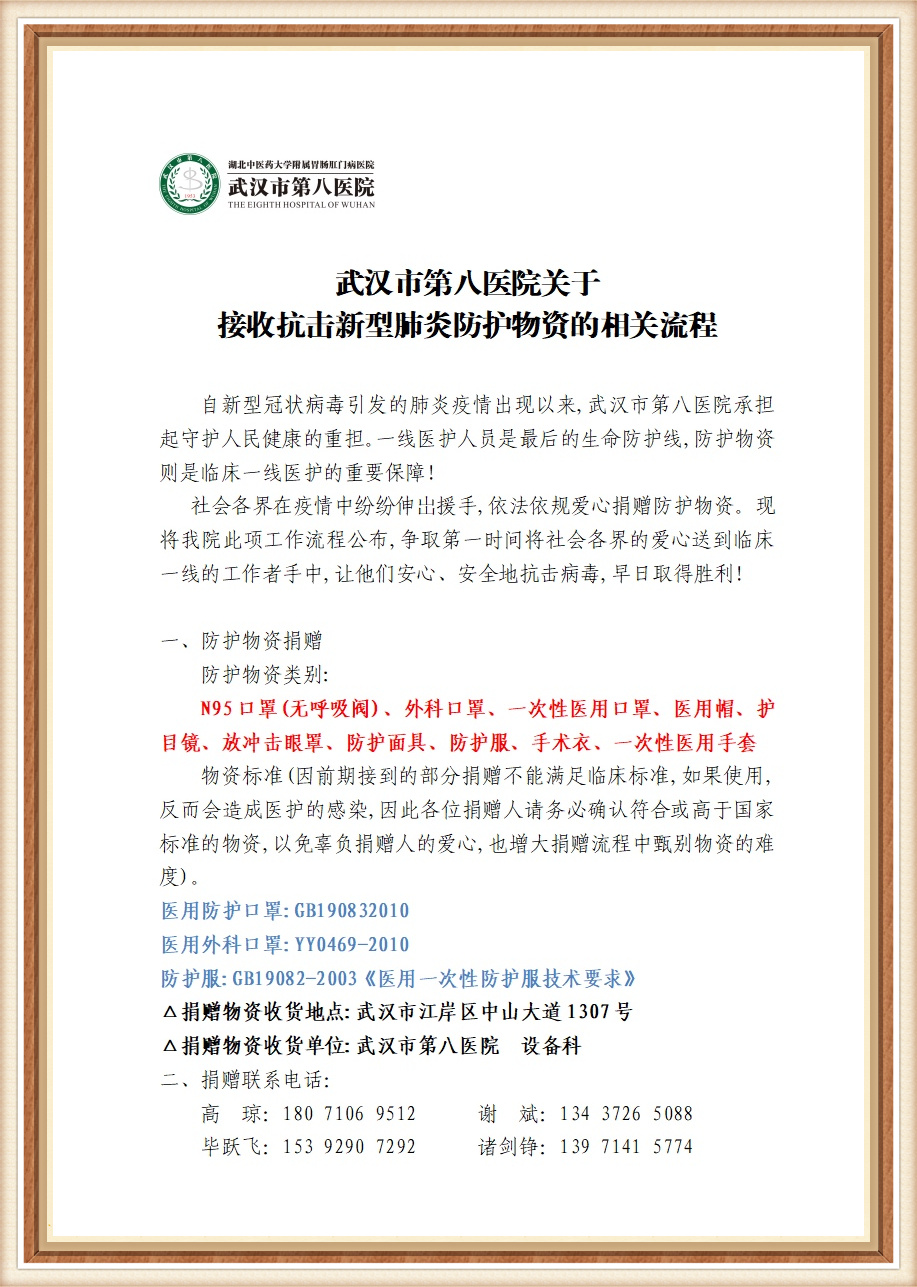 湖北中医药大学附属胃肠肛门病医院
武汉市第八医院
THE EIGHTH HOSPITAL OF WUHAN
武汉市第八医院关于
接收抗击新型肺炎防护物资的相关流程
自新型冠状病毒引发的肺炎疫情出现以来,武汉市第八医院承担
起守护人民健康的重担。一线医护人员是最后的生命防护线,防护物资
则是临床一线医护的重要保障!
社会各界在疫情中纷纷伸出援手,依法依规爱心捐赠防护物资。现
将我院此项工作流程公布,争取第一时间将社会各界的爱心送到临床
一线的工作者手中,让他们安心、安全地抗击病毒,早日取得胜利!
一、防护物资捐赠
防护物资类别:
N95口罩(无呼吸阀)、外科口罩、一次性医用口罩、医用帽、护
目镜、放冲击眼罩、防护面具、防护服、手术衣、一次性医用手套
物资标准(因前期接到的部分捐赠不能满足临床标准,如果使用,
反而会造成医护的感染,因此各位捐赠人请务必确认符合或高于国家
标准的物资,以免辜负捐赠人的爱心,也增大捐赠流程中甄别物资的难
度)。
医用防护口罩:GB190832010
医用外科口罩:YY0469-2010
防护服:GB19082-2003《医用一次性防护服技术要求》
△捐赠物资收货地点:武汉市江岸区中山大道1307号
△捐赠物资收货单位:武汉市第八医院 设备科
二、捐赠联系电话:
高 琼: 180 7106 9512 谢 斌: 134 3726 5088
毕跃飞: 153 9290 7292 诸剑铮: 139 7141 5774